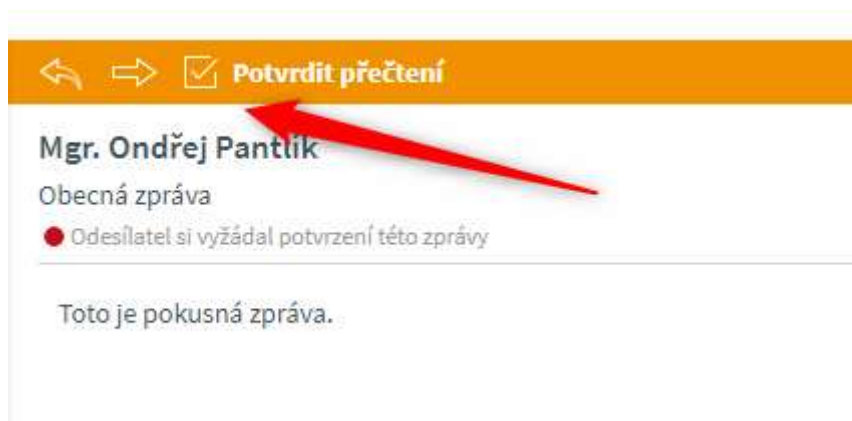 Potvrdit přečtení
Mgr. Ondřej Pantlík
Obecná zpráva
Odesílatel si vyžádal potvrzení této zprávy
Toto je pokusná zpráva.